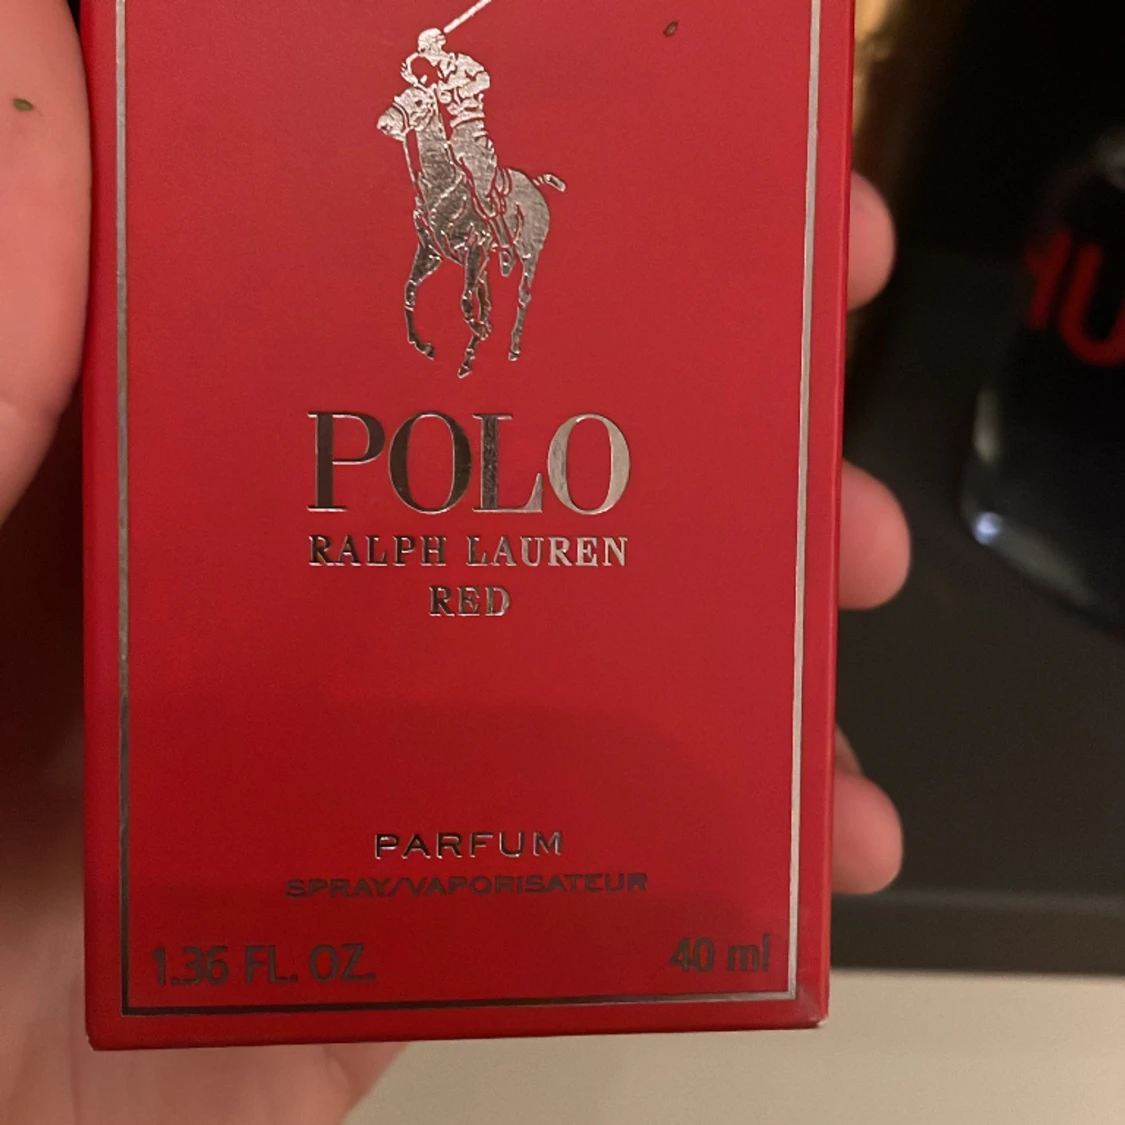 POLO
RALPH LAUREN
RED
PARFUM
SPRAY/VAPORISATEUR
1.36 FL. OZ.
40 ml